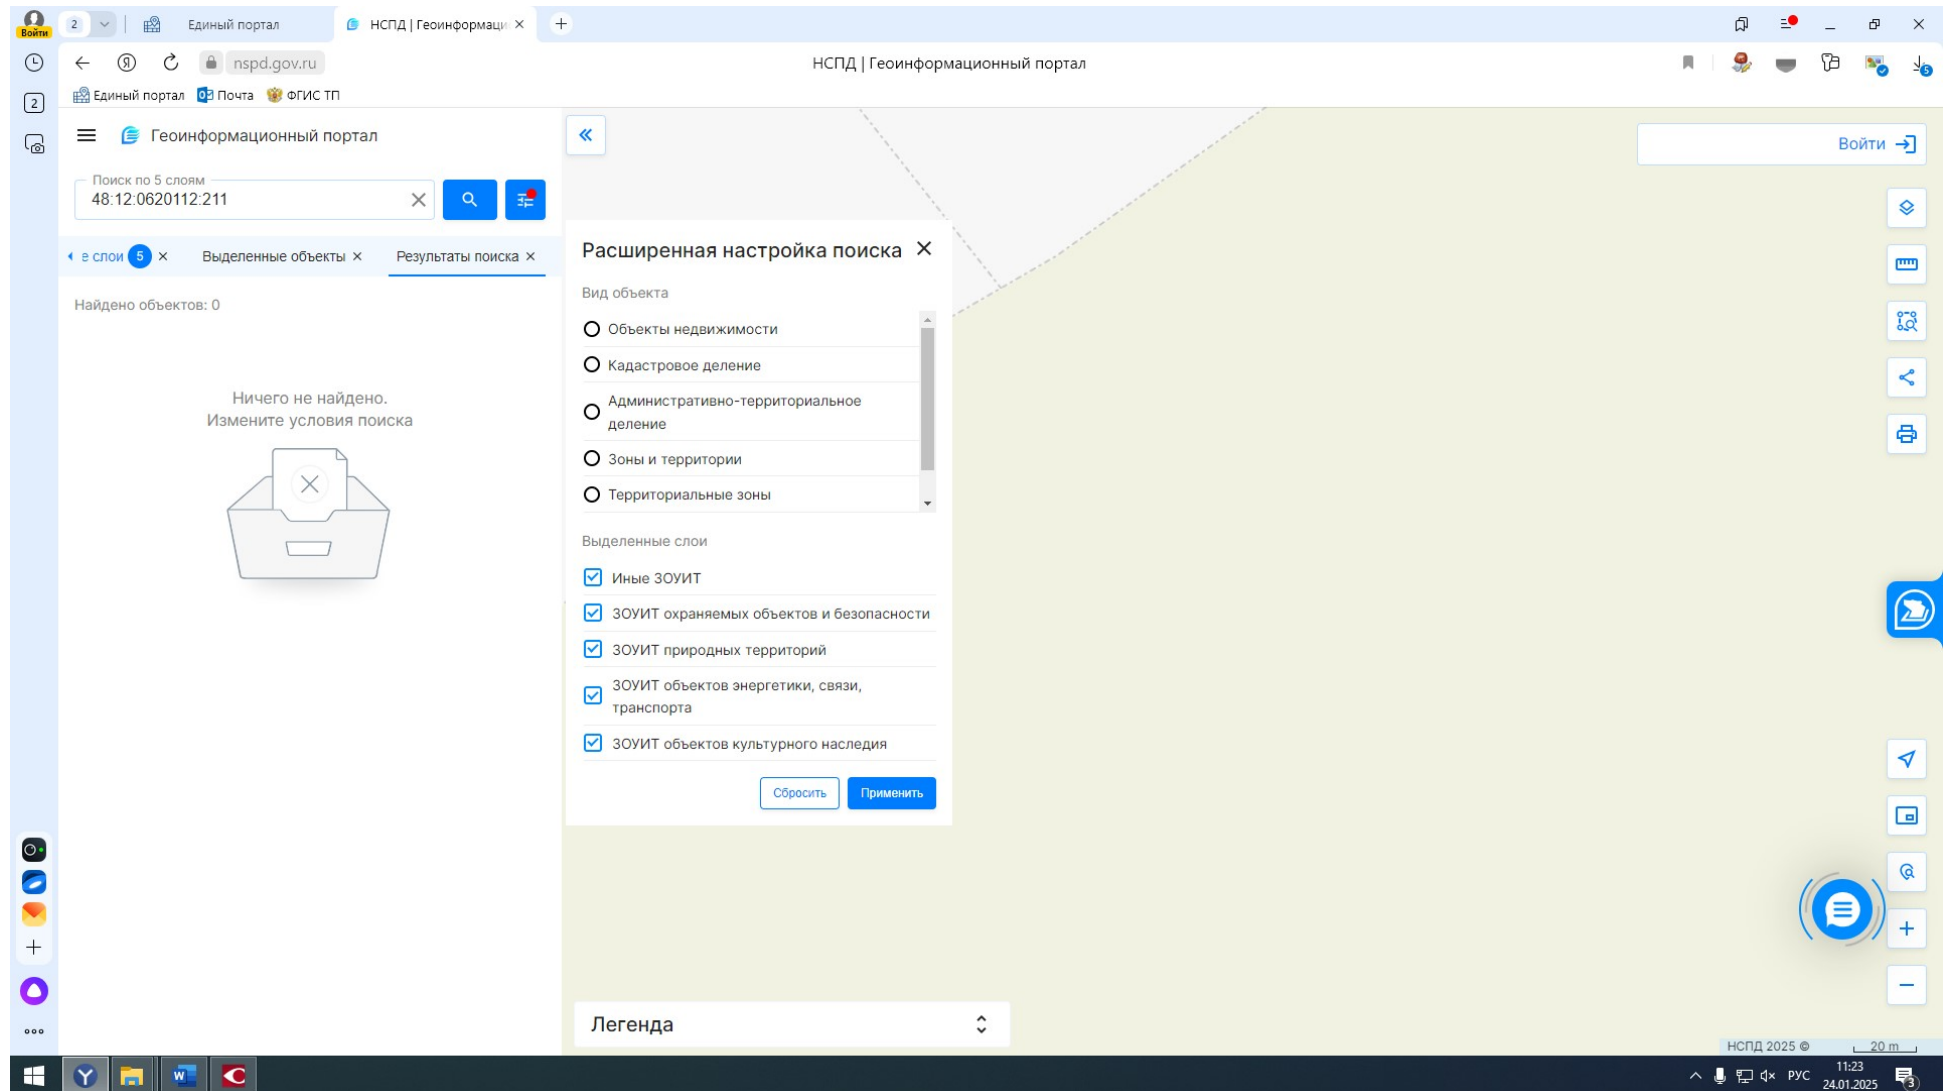 Войти
2
Единый портал
НСПД | Геоинформаци
nspd.gov.ru
НСПД | Геоинформационный портал
5
2
Единый портал
Почта
ФГИС ТП
Геоинформационный портал
Войти
Поиск по 5 слоям
48:12:0620112:211
е слои 5
Выделенные объекты
Результаты поиска
Найдено объектов: 0
Ничего не найдено.
Измените условия поиска
Расширенная настройка поиска
Вид объекта
Объекты недвижимости
Кадастровое деление
Административно-территориальное
деление
Зоны и территории
Территориальные зоны
Выделенные слои
Иные ЗОУИТ
ЗОУИТ охраняемых объектов и безопасности
ЗОУИТ природных территорий
ЗОУИТ объектов энергетики, связи,
транспорта
ЗОУИТ объектов культурного наследия
Сбросить
Применить
Легенда
НСПД 2025 ©
20 m
РУС
11:23
24.01.2025
3